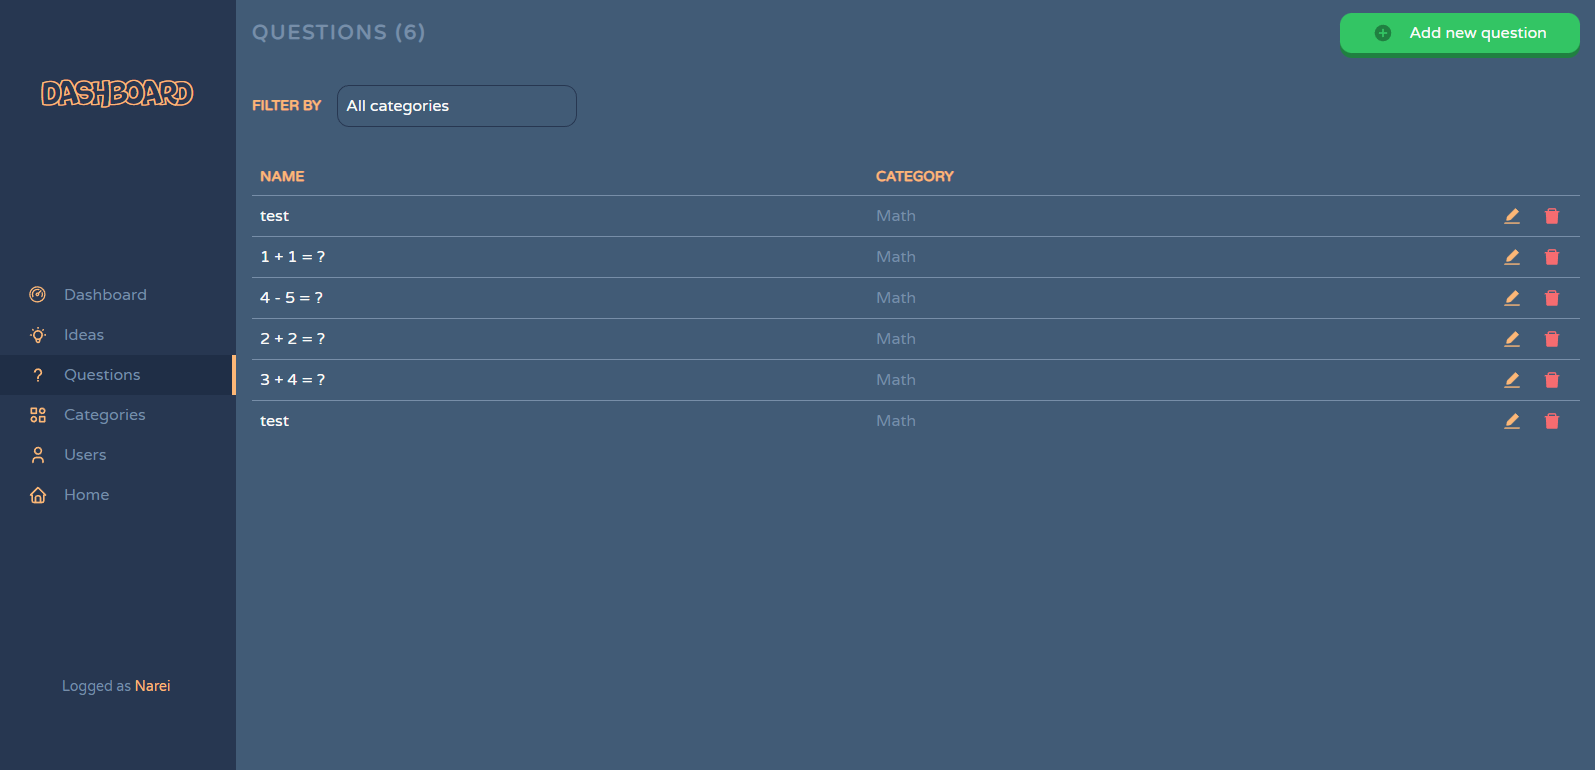 DASHBOARD
Dashboard
Ideas
Questions
Categories
Users
Home
Logged as Narei
QUESTIONS (6)
Add new question
FILTER BY All categories
NAME CATEGORY
test Math
1 + 1 = ? Math
4 - 5 = ? Math
2 + 2 = ? Math
3 + 4 = ? Math
test Math